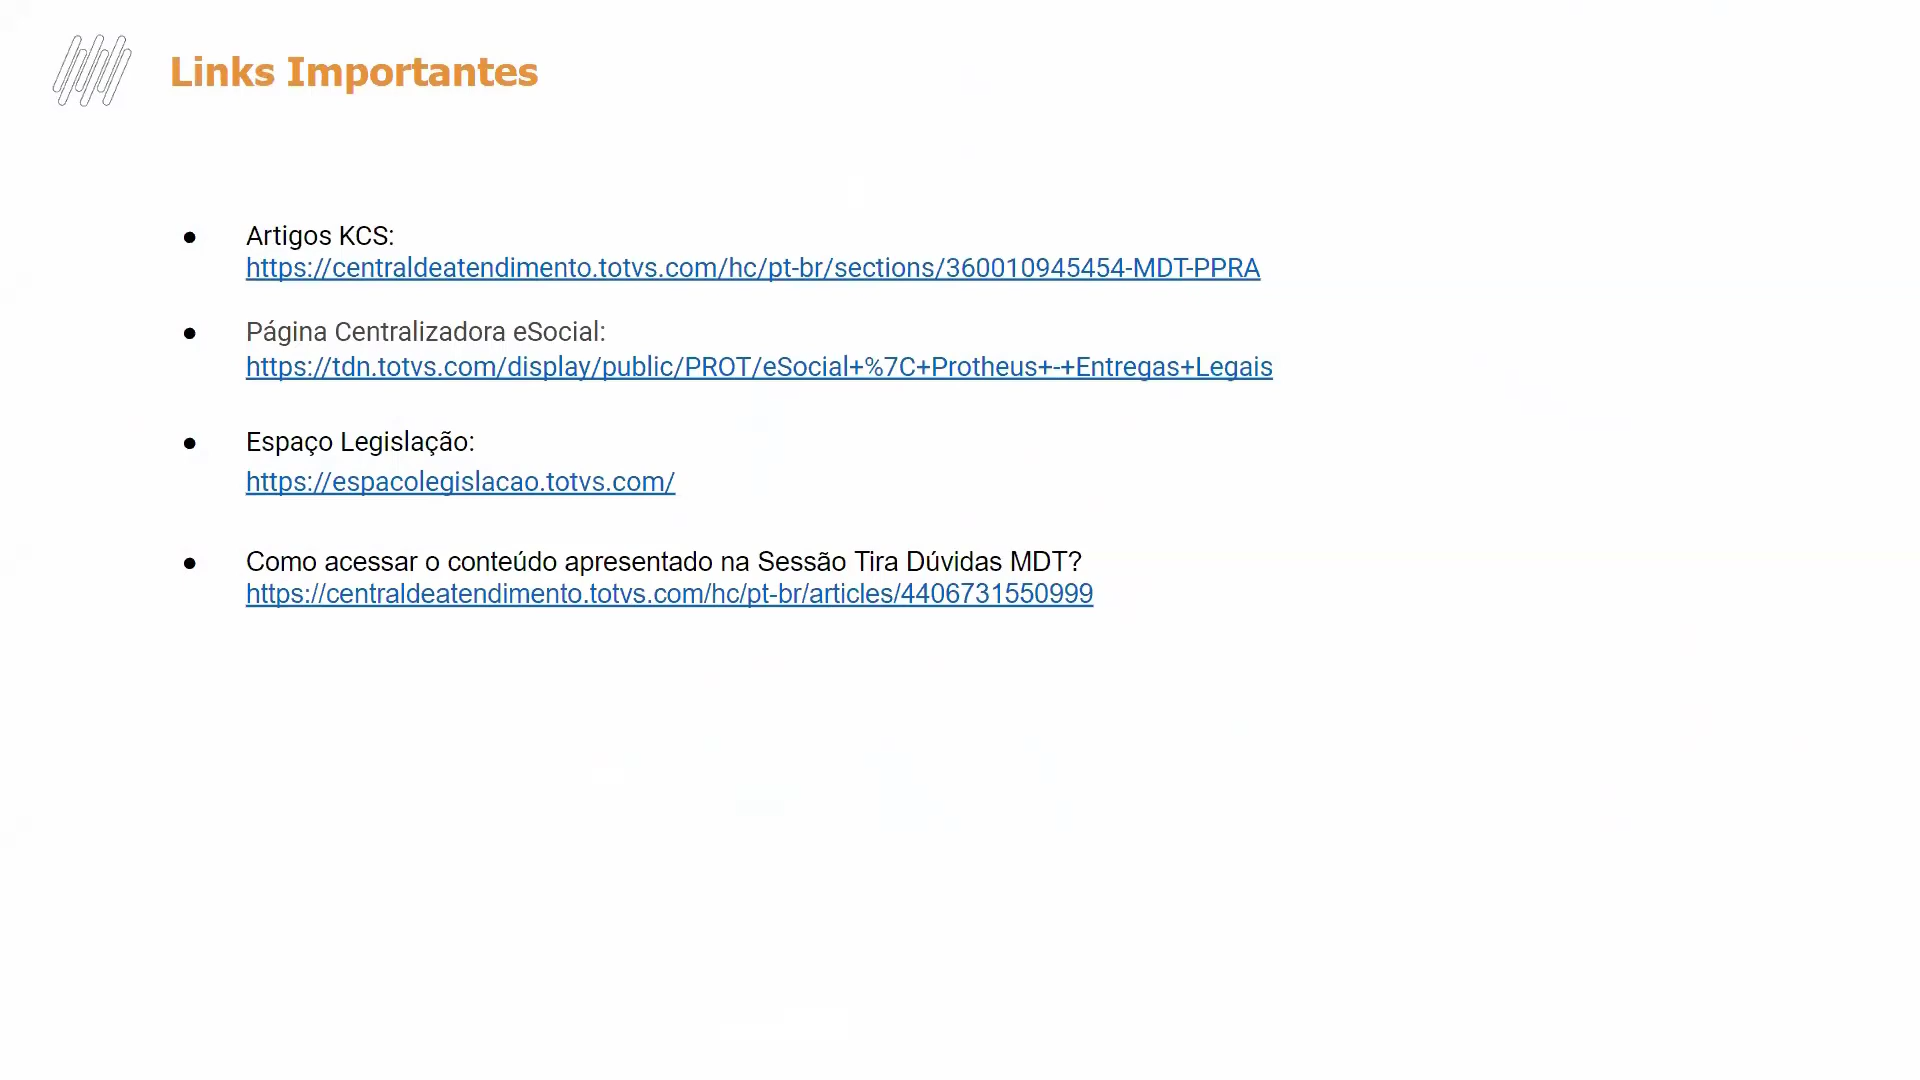 Links Importantes
● Artigos KCS:
https://centraldeatendimento.totvs.com/hc/pt-br/sections/360010945454-MDT-PPRA
● Página Centralizadora eSocial:
https://tdn.totvs.com/display/public/PROT/eSocial+%7C+Protheus+-+Entregas+Legais
● Espaço Legislação:
https://espacolegislacao.totvs.com/
● Como acessar o conteúdo apresentado na Sessão Tira Dúvidas MDT?
https://centraldeatendimento.totvs.com/hc/pt-br/articles/4406731550999